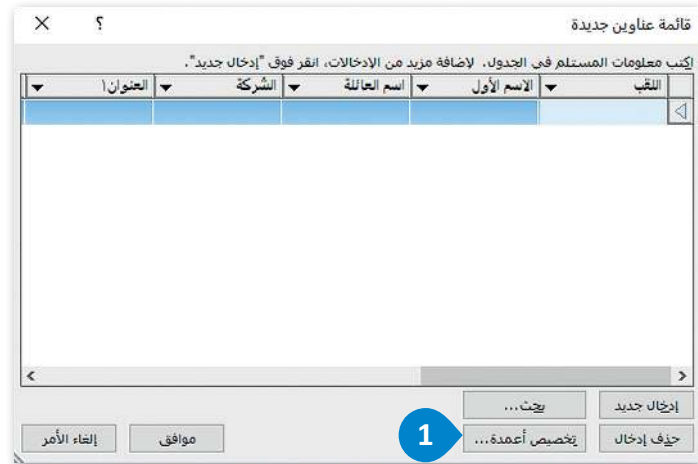 قائمة عناوين جديدة ؟ ×
اكتب معلومات المستلم في الجدول. لإضافة مزيد من الإدخالات، انقر فوق "إدخال جديد".
اللقب الاسم الأول اسم العائلة الشركة العنوان١
إدخال جديد بحث...
حذف إدخال تخصيص أعمدة... 1 موافق إلغاء الأمر